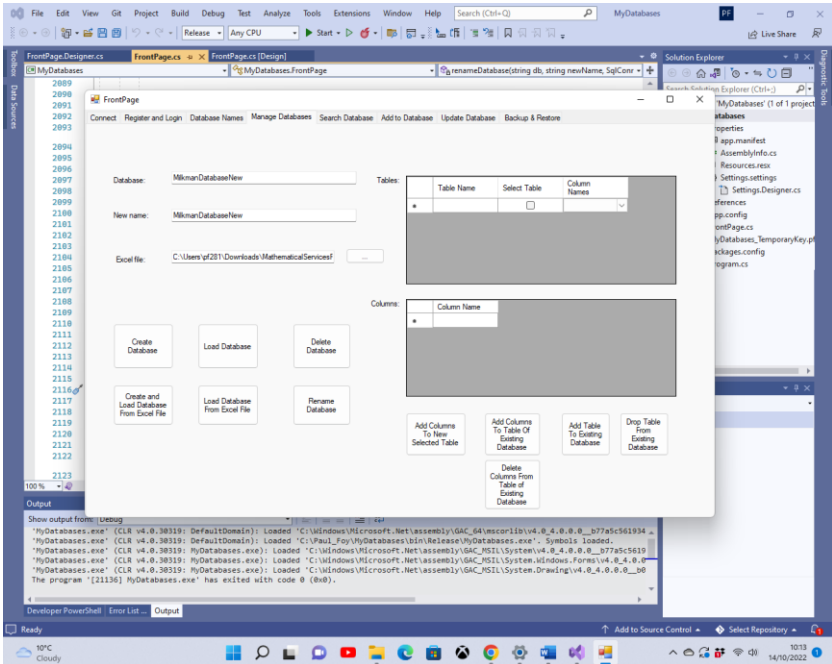 File Edit View Git Project Build Debug Test Analyze Tools Extensions Window Help Search (Ctrl+Q) MyDatabases PF
Release Any CPU Start Live Share
FrontPage.Designer.cs FrontPage.cs FrontPage.cs [Design]
MyDatabases MyDatabases.FrontPage renameDatabase(string db, string newName, SqlConr
Toolbox
Data Sources
2089
2090
2091
2092
2093
2094
2095
2096
2097
2098
2099
2100
2101
2102
2103
2104
2105
2106
2107
2108
2109
2110
2111
2112
2113
2114
2115
2116
2117
2118
2119
2120
2121
2122
2123
100 %
FrontPage
Connect Register and Login Database Names Manage Databases Search Database Add to Database Update Database Backup & Restore
Database: MilkmanDatabaseNew
New name: MilkmanDatabaseNew
Excel file: C:\Users\pf281\Downloads\MathematicalServicesF ...
Create Database
Load Database
Delete Database
Create and Load Database From Excel File
Load Database From Excel File
Rename Database
Tables:
Table Name Select Table Column Names
Columns:
Column Name
Add Columns To New Selected Table
Add Columns To Table Of Existing Database
Add Table To Existing Database
Drop Table From Existing Database
Delete Columns From Table of Existing Database
Solution Explorer
Search Solution Explorer (Ctrl+;)
'MyDatabases' (1 of 1 project
atabases
operties
app.manifest
AssemblyInfo.cs
Resources.resx
Settings.settings
Settings.Designer.cs
eferences
pp.config
ontPage.cs
yDatabases_TemporaryKey.pf
ackages.config
rogram.cs
Diagnostic Tools
Output
Show output from: Debug
'MyDatabases.exe' (CLR v4.0.30319: DefaultDomain): Loaded 'C:\Windows\Microsoft.Net\assembly\GAC_64\mscorlib\v4.0_4.0.0.0__b77a5c561934
'MyDatabases.exe' (CLR v4.0.30319: DefaultDomain): Loaded 'C:\Paul_Foy\MyDatabases\bin\Release\MyDatabases.exe'. Symbols loaded.
'MyDatabases.exe' (CLR v4.0.30319: MyDatabases.exe): Loaded 'C:\Windows\Microsoft.Net\assembly\GAC_MSIL\System\v4.0_4.0.0.0__b77a5c5619
'MyDatabases.exe' (CLR v4.0.30319: MyDatabases.exe): Loaded 'C:\Windows\Microsoft.Net\assembly\GAC_MSIL\System.Windows.Forms\v4.0_4.0.0
'MyDatabases.exe' (CLR v4.0.30319: MyDatabases.exe): Loaded 'C:\Windows\Microsoft.Net\assembly\GAC_MSIL\System.Drawing\v4.0_4.0.0.0__b0
The program '[21136] MyDatabases.exe' has exited with code 0 (0x0).
Developer PowerShell Error List ... Output
Ready Add to Source Control Select Repository
10°C
Cloudy
10:13
14/10/2022